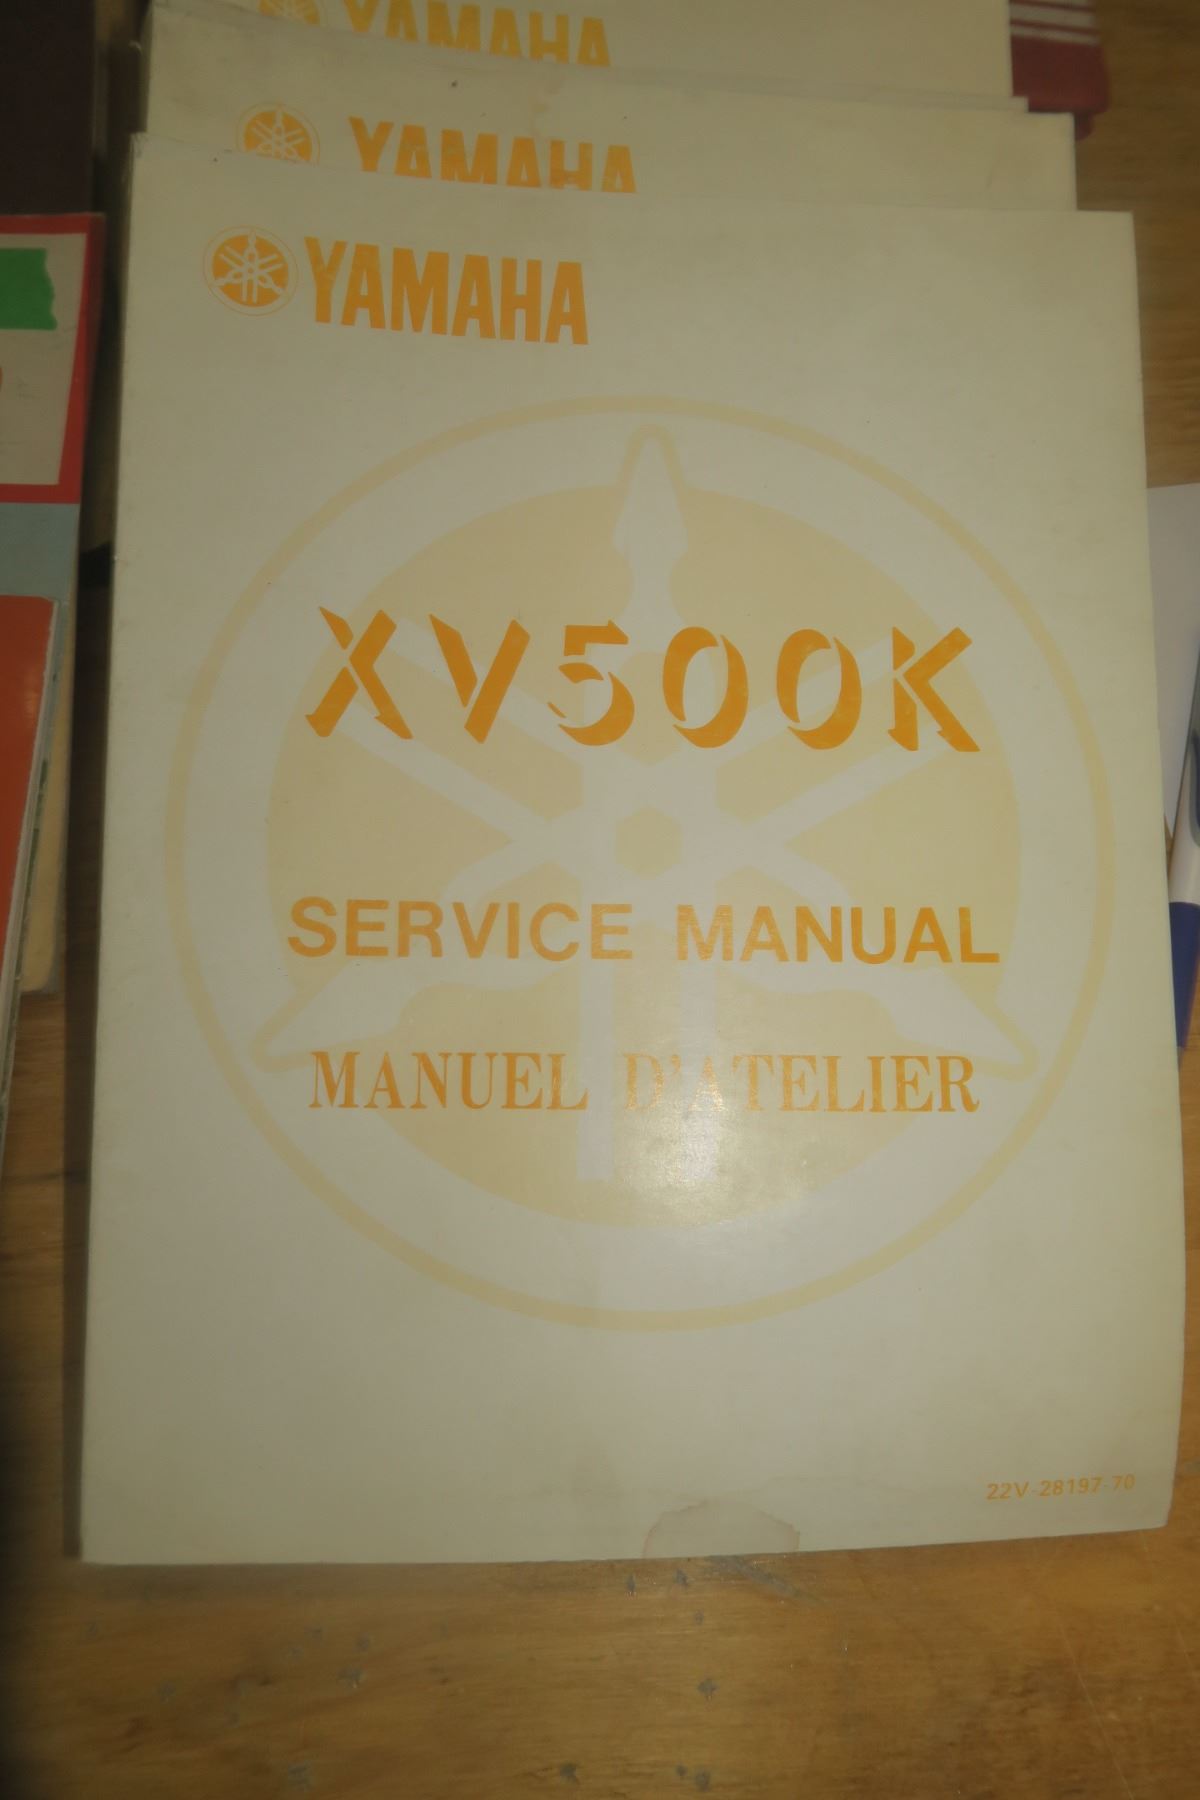 YAMAHA
YAMAHA
YAMAHA
XV500K
SERVICE MANUAL
MANUEL D'ATELIER
22V-28197-70